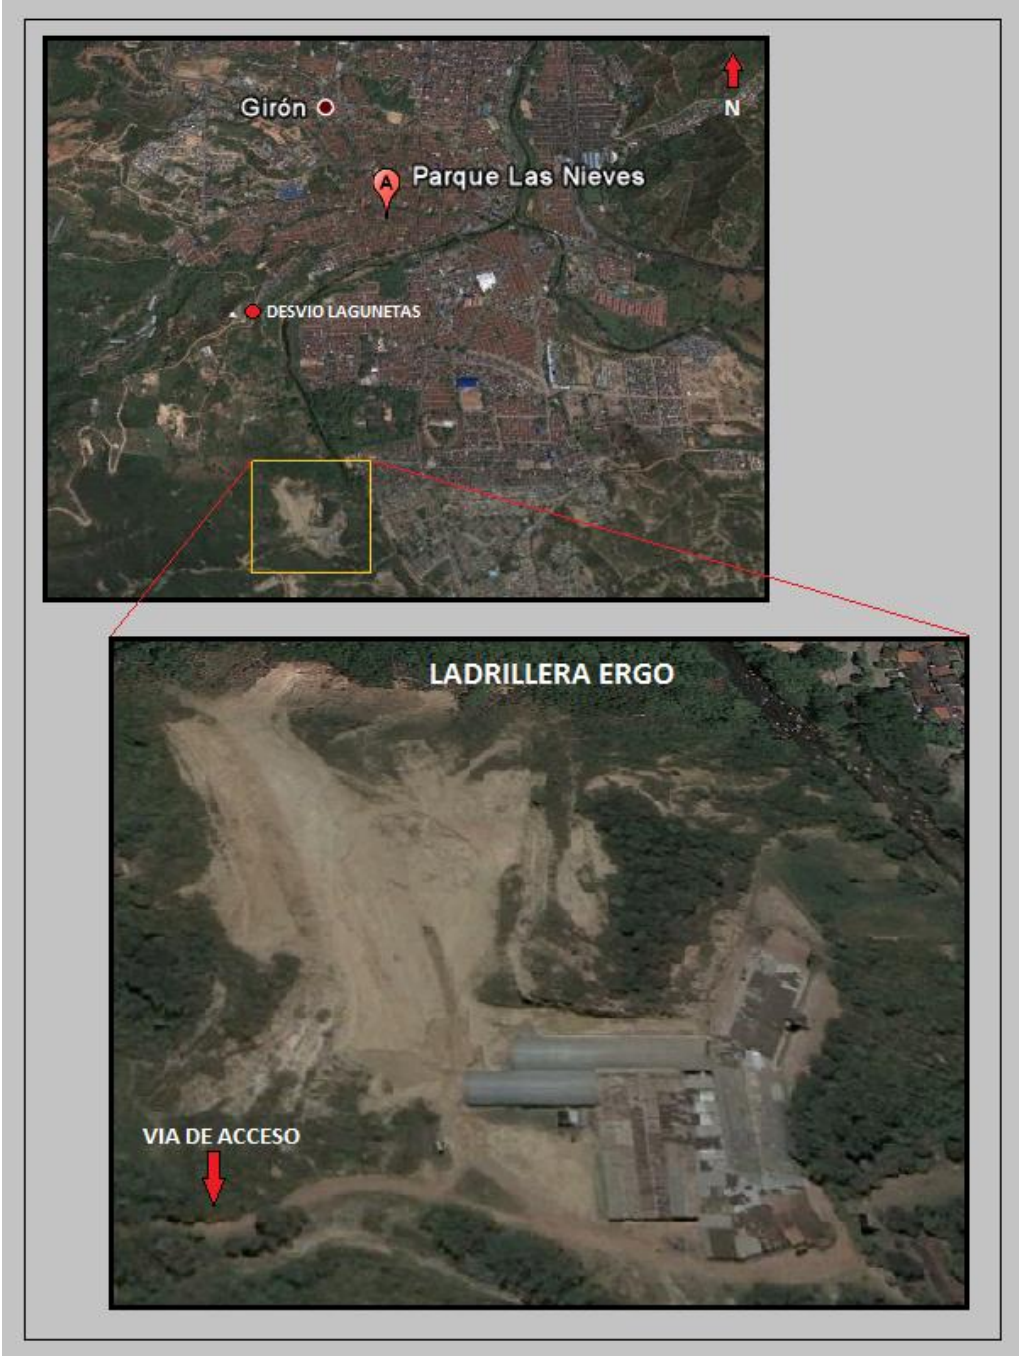 N
Girón
A
Parque Las Nieves
DESVIO LAGUNETAS
LADRILLERA ERGO
VIA DE ACCESO